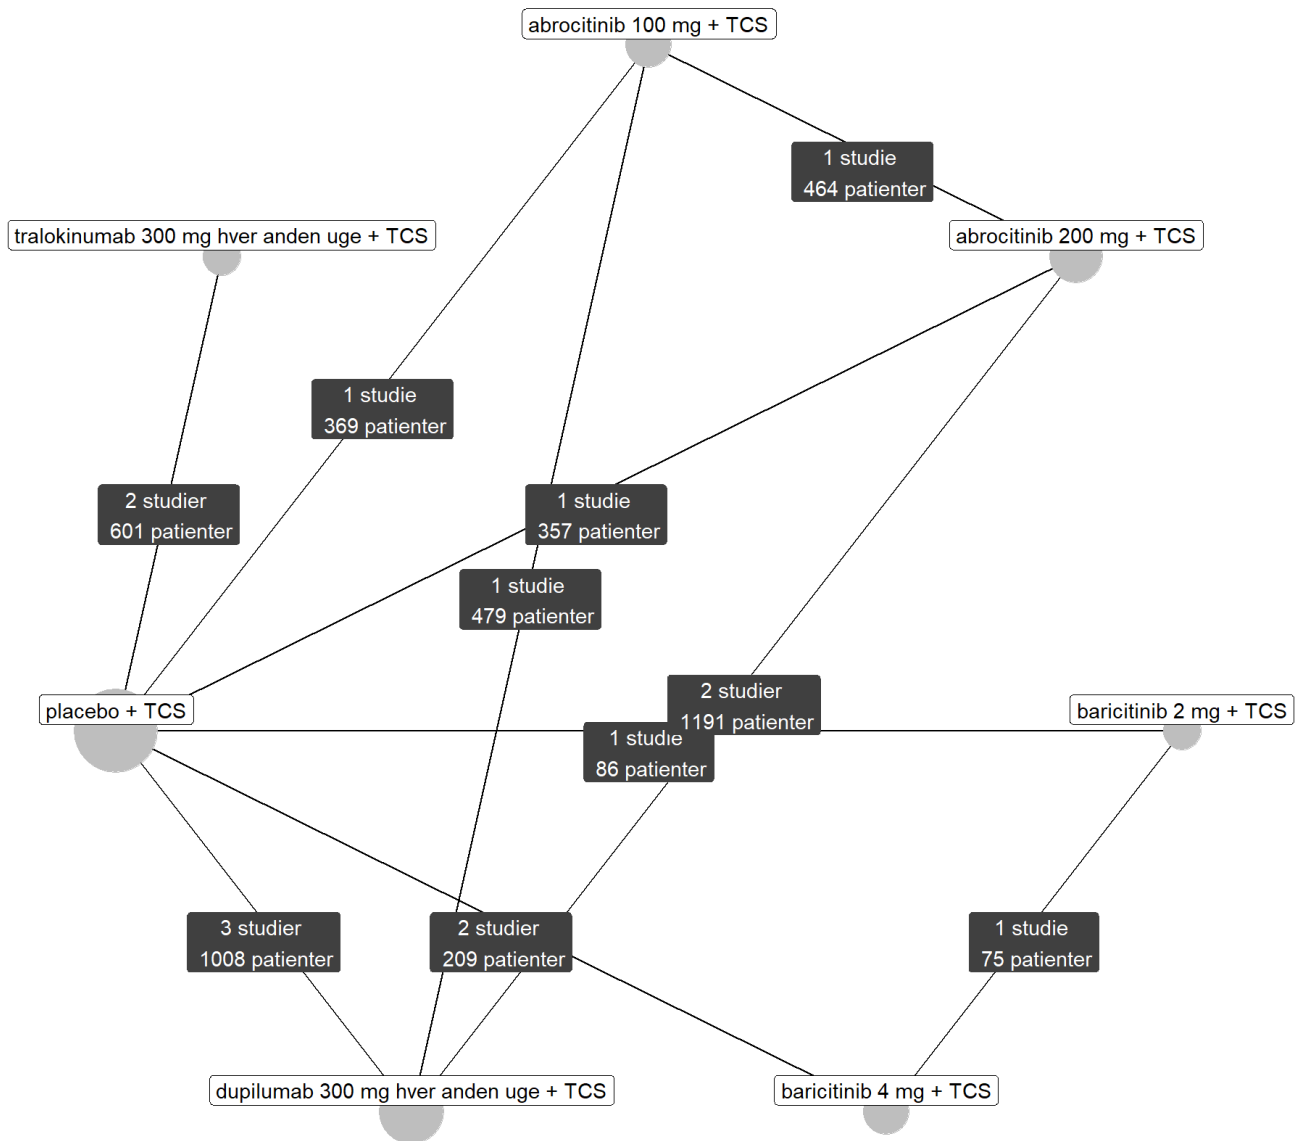 abrocitinib 100 mg + TCS
1 studie
464 patienter
tralokinumab 300 mg hver anden uge + TCS
abrocitinib 200 mg + TCS
1 studie
369 patienter
2 studier
601 patienter
1 studie
357 patienter
1 studie
479 patienter
2 studier
1191 patienter
placebo + TCS
baricitinib 2 mg + TCS
1 studie
86 patienter
3 studier
1008 patienter
2 studier
209 patienter
1 studie
75 patienter
dupilumab 300 mg hver anden uge + TCS
baricitinib 4 mg + TCS